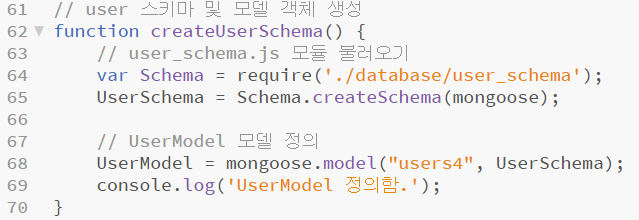 61 // user 스키마 및 모델 객체 생성
62 function createUserSchema() {
63 // user_schema.js 모듈 불러오기
64 var Schema = require('./database/user_schema');
65 UserSchema = Schema.createSchema(mongoose);
66
67 // UserModel 모델 정의
68 UserModel = mongoose.model("users4", UserSchema);
69 console.log('UserModel 정의함.');
70 }